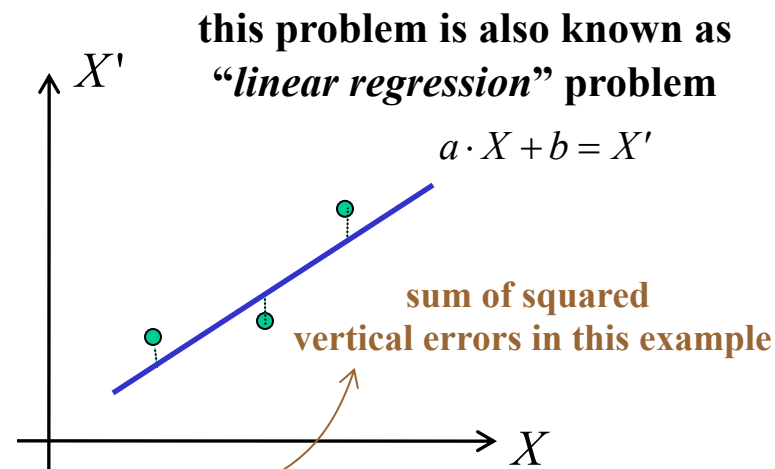 this problem is also known as
“linear regression” problem
X'
a · X + b = X'
sum of squared
vertical errors in this example
X